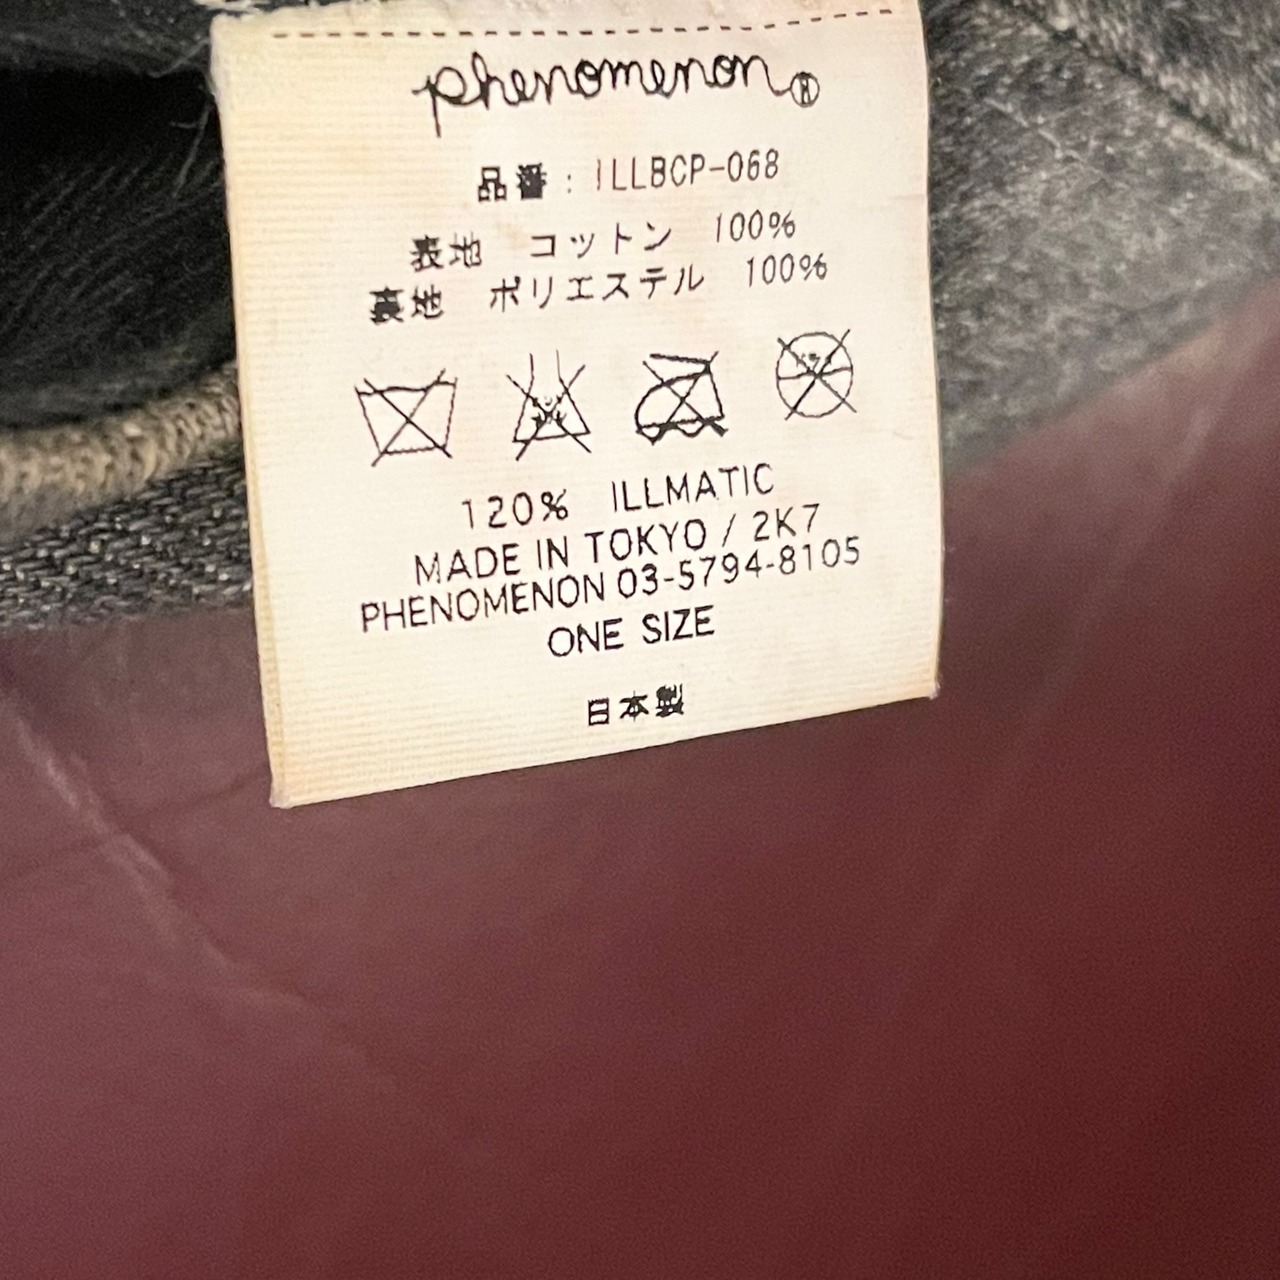 phenomenon®
品番：ILLBCP-068
表地　コットン　100%
裏地　ポリエステル　100%
120% ILLMATIC
MADE IN TOKYO / 2K7
PHENOMENON 03-5794-8105
ONE SIZE
日本製